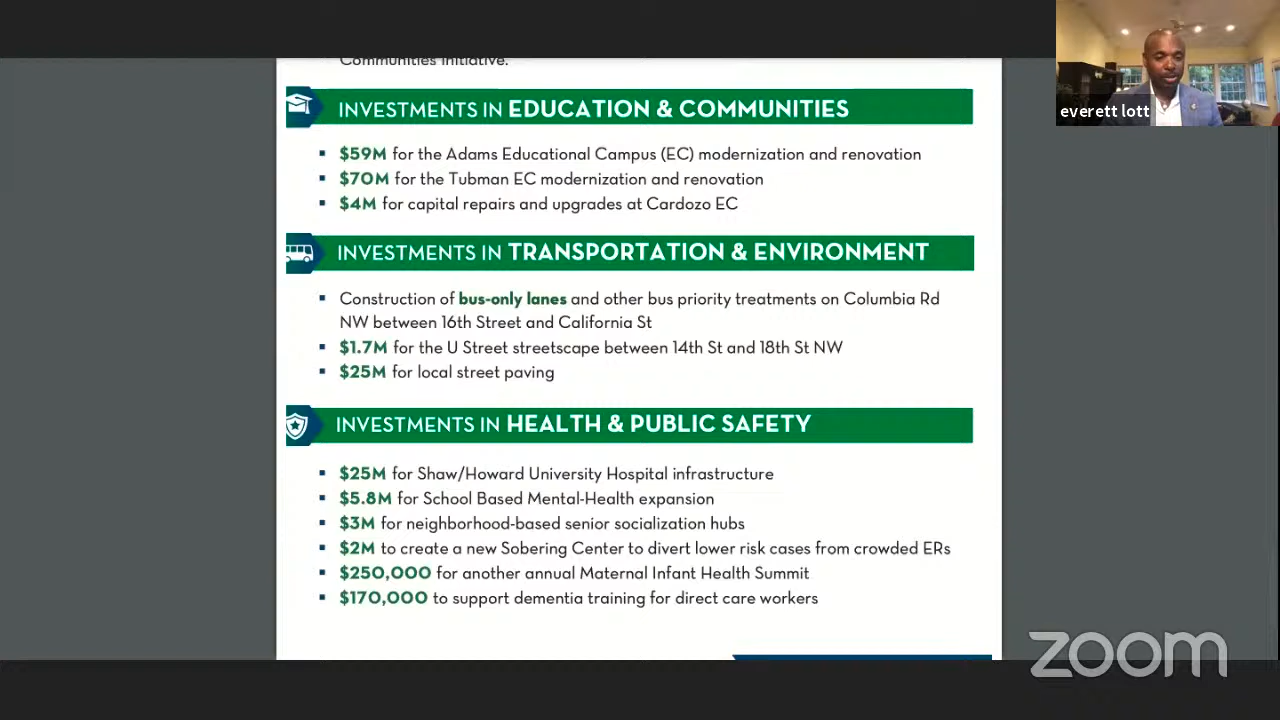 Communities Initiative.
everett lott
INVESTMENTS IN EDUCATION & COMMUNITIES
$59M for the Adams Educational Campus (EC) modernization and renovation
$70M for the Tubman EC modernization and renovation
$4M for capital repairs and upgrades at Cardozo EC
INVESTMENTS IN TRANSPORTATION & ENVIRONMENT
Construction of bus-only lanes and other bus priority treatments on Columbia Rd
NW between 16th Street and California St
$1.7M for the U Street streetscape between 14th St and 18th St NW
$25M for local street paving
INVESTMENTS IN HEALTH & PUBLIC SAFETY
$25M for Shaw/Howard University Hospital infrastructure
$5.8M for School Based Mental-Health expansion
$3M for neighborhood-based senior socialization hubs
$2M to create a new Sobering Center to divert lower risk cases from crowded ERs
$250,000 for another annual Maternal Infant Health Summit
$170,000 to support dementia training for direct care workers
zoom